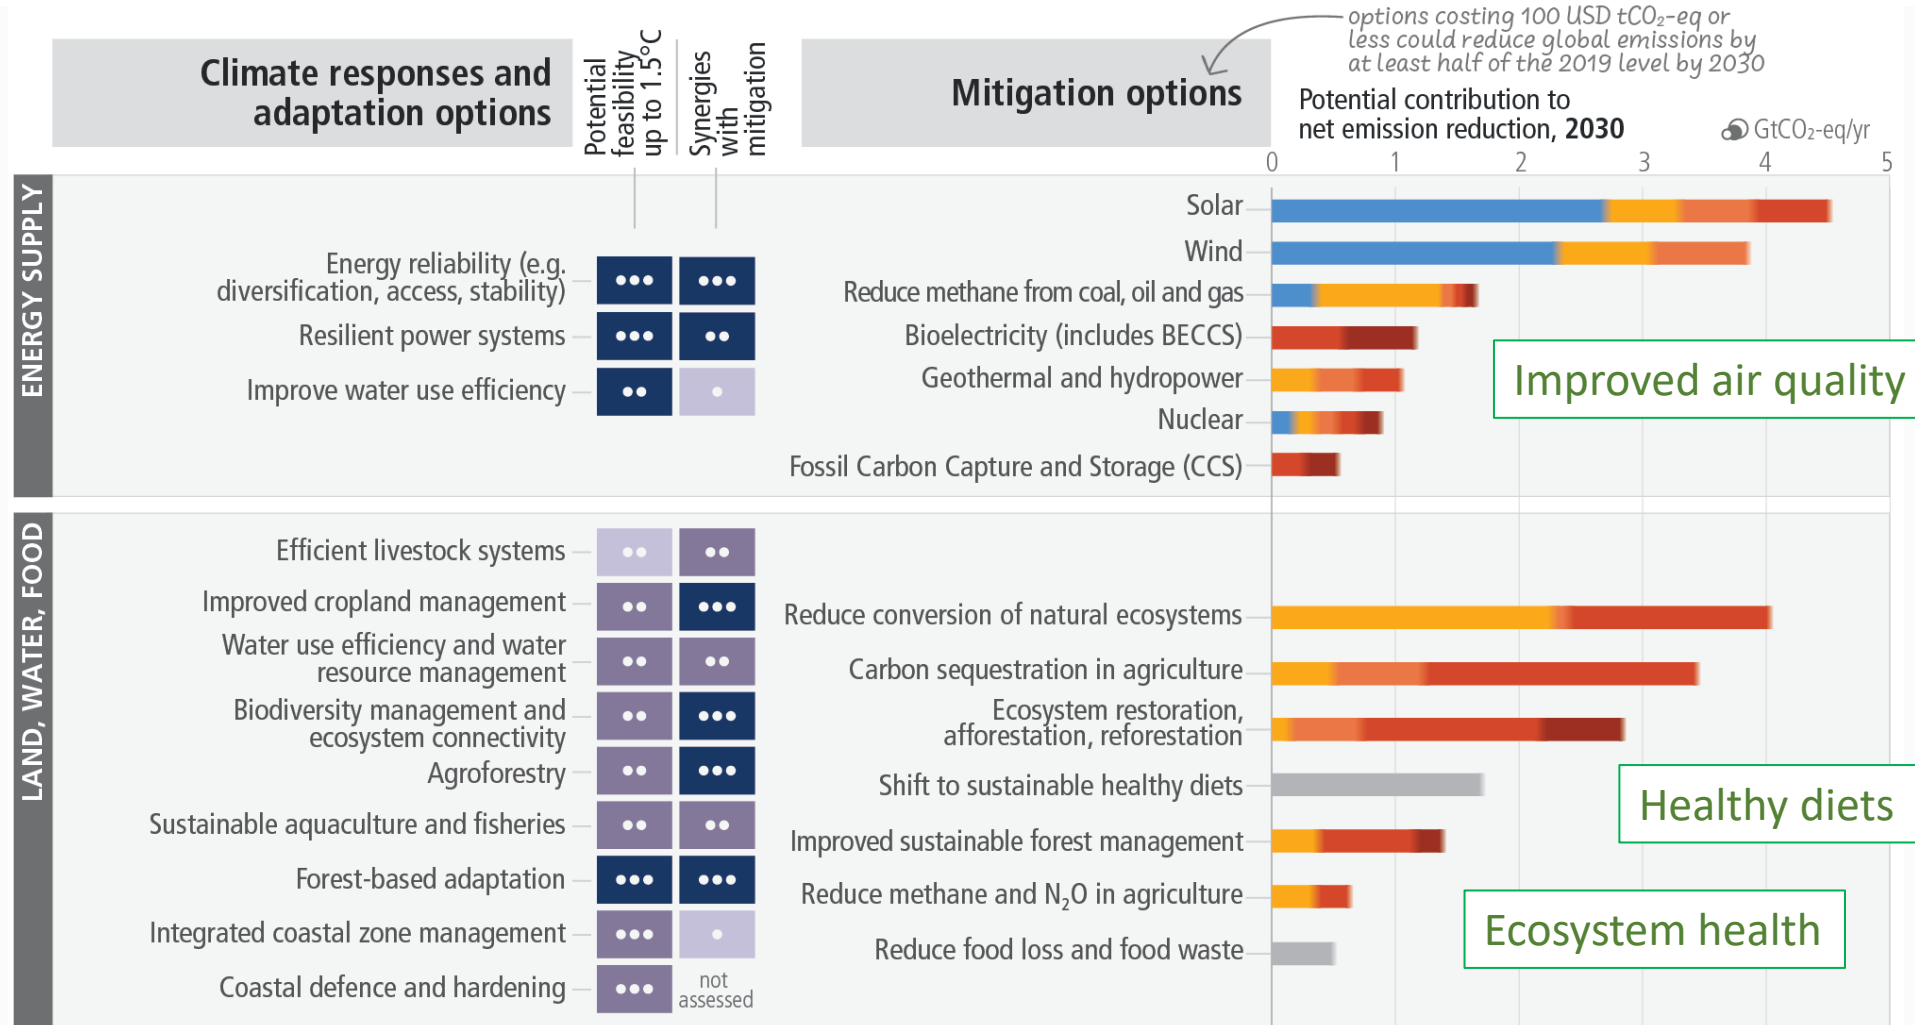 options costing 100 USD tCO₂-eq or
less could reduce global emissions by
at least half of the 2019 level by 2030
Climate responses and
adaptation options
Potential
feasibility
up to 1.5°C
Synergies
with
mitigation
Mitigation options
Potential contribution to
net emission reduction, 2030
GtCO₂-eq/yr
0 1 2 3 4 5
ENERGY SUPPLY
Energy reliability (e.g.
diversification, access, stability)
Resilient power systems
Improve water use efficiency
Solar
Wind
Reduce methane from coal, oil and gas
Bioelectricity (includes BECCS)
Geothermal and hydropower
Nuclear
Fossil Carbon Capture and Storage (CCS)
Improved air quality
LAND, WATER, FOOD
Efficient livestock systems
Improved cropland management
Water use efficiency and water
resource management
Biodiversity management and
ecosystem connectivity
Agroforestry
Sustainable aquaculture and fisheries
Forest-based adaptation
Integrated coastal zone management
Coastal defence and hardening
not
assessed
Reduce conversion of natural ecosystems
Carbon sequestration in agriculture
Ecosystem restoration,
afforestation, reforestation
Shift to sustainable healthy diets
Improved sustainable forest management
Reduce methane and N₂O in agriculture
Reduce food loss and food waste
Healthy diets
Ecosystem health